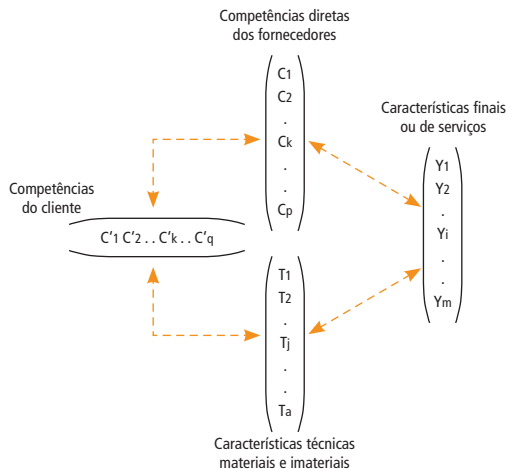 Competências diretas
dos fornecedores
C1
C2
.
Ck
.
.
Cp
Características finais
ou de serviços
Y1
Y2
.
Yi
.
.
Ym
Competências
do cliente
C'1 C'2 . . C'k . . C'q
T1
T2
.
Tj
.
.
Ta
Características técnicas
materiais e imateriais